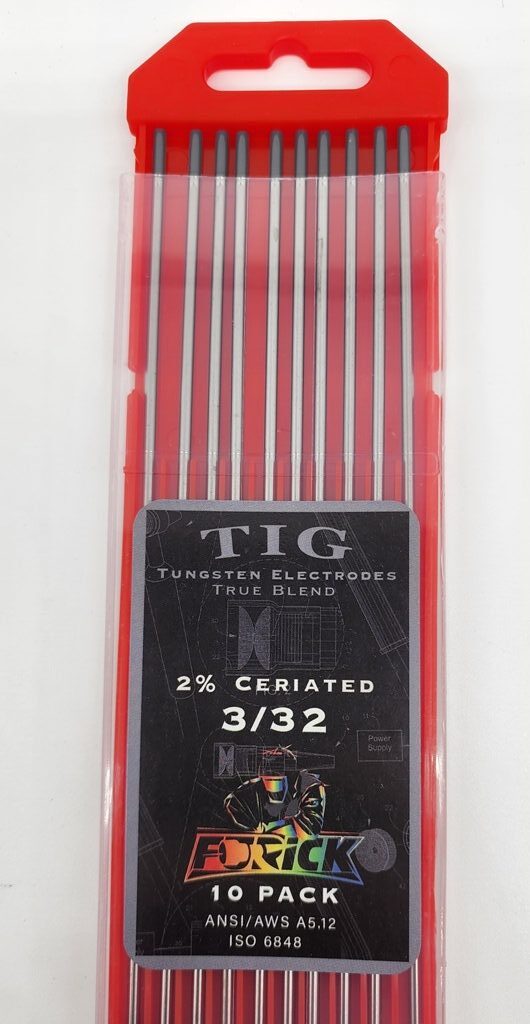 TIG
TUNGSTEN ELECTRODES
TRUE BLEND
2% CERIATED
3/32
Power
Supply
FORICK
10 PACK
ANSI/AWS A5.12
ISO 6848